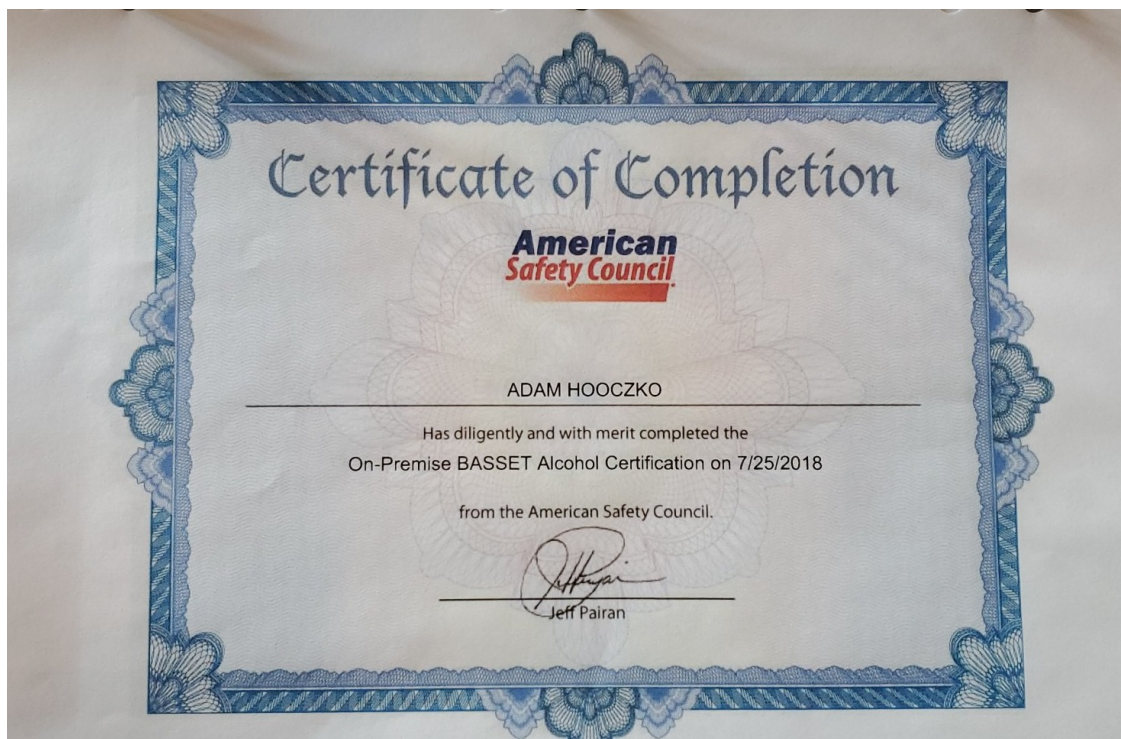 Certificate of Completion
American
Safety Council
ADAM HOOCZKO
Has diligently and with merit completed the
On-Premise BASSET Alcohol Certification on 7/25/2018
from the American Safety Council.
Jeff Pairan